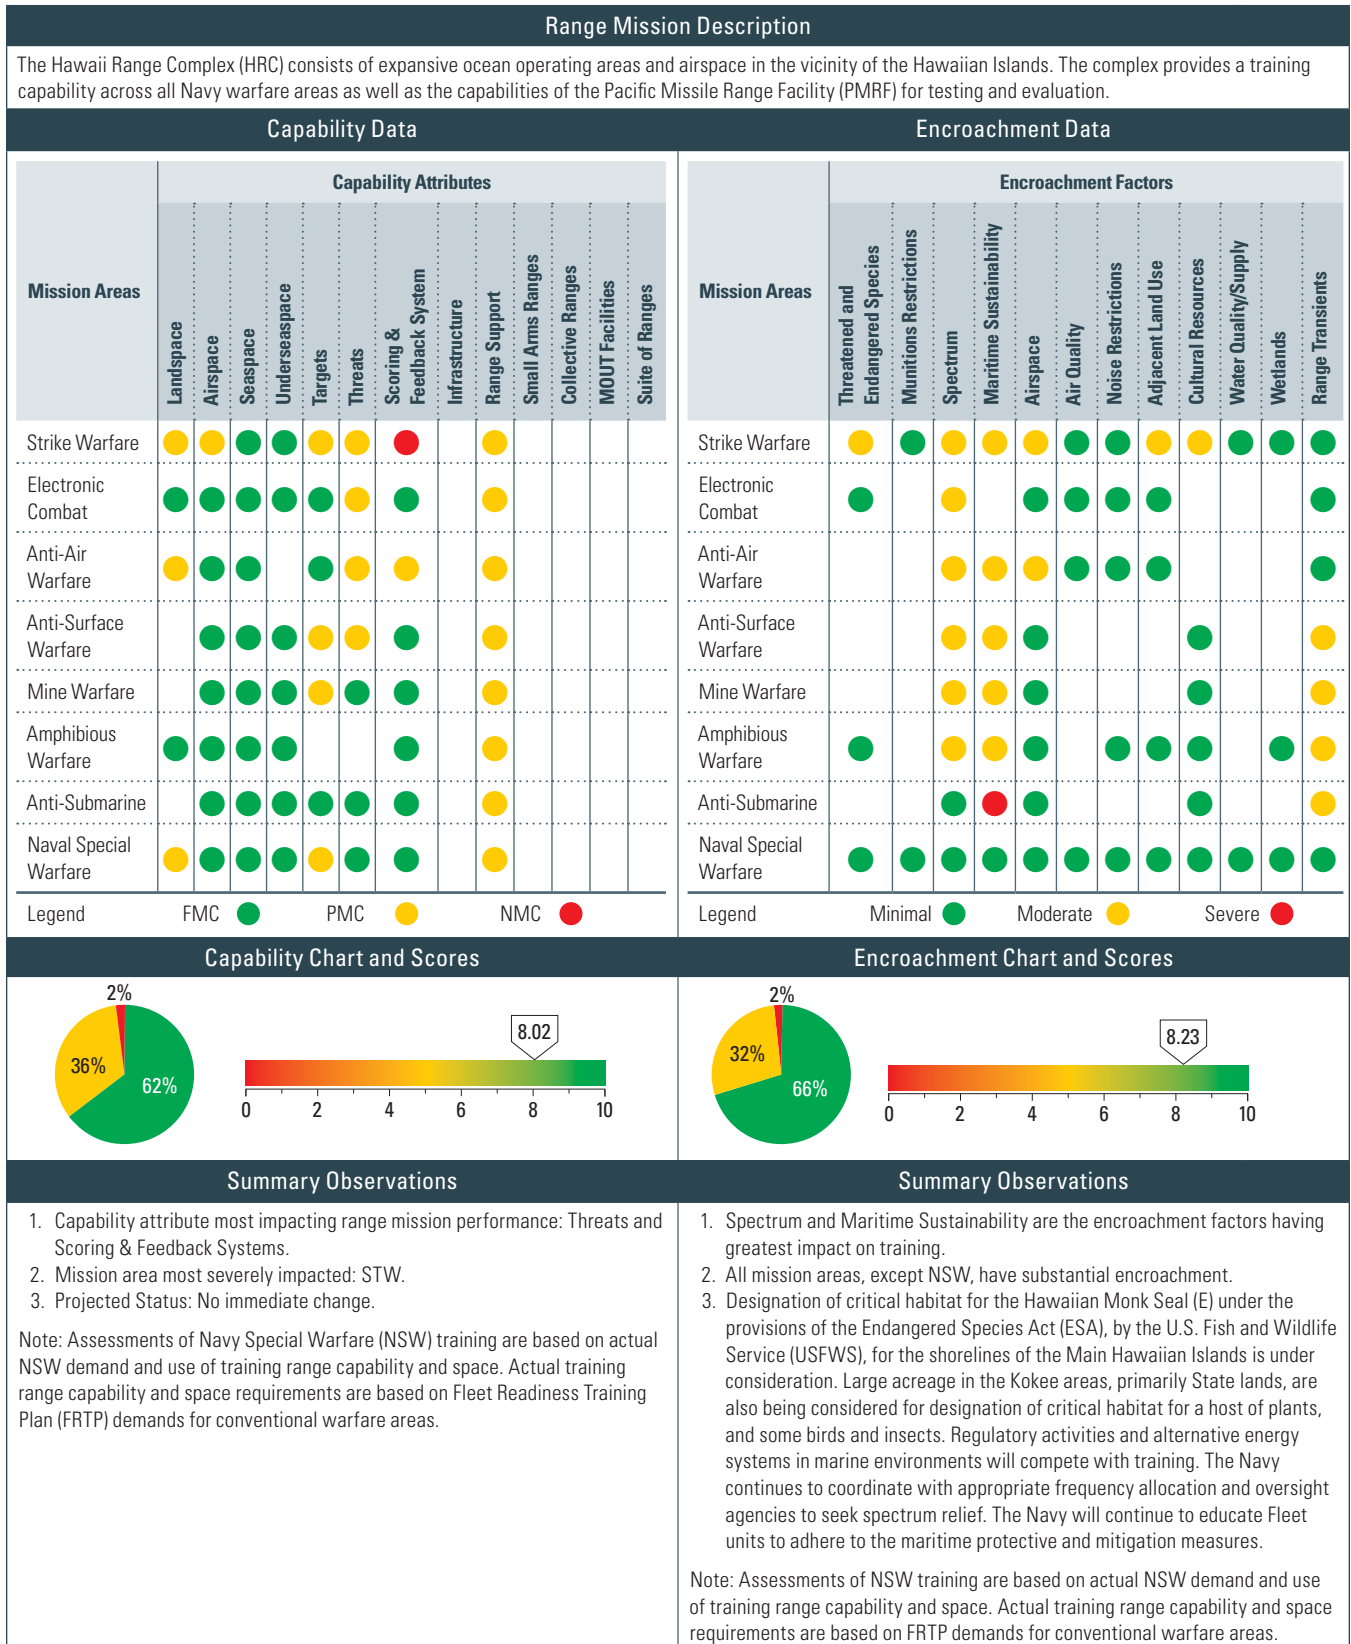 Range Mission Description
The Hawaii Range Complex (HRC) consists of expansive ocean operating areas and airspace in the vicinity of the Hawaiian Islands. The complex provides a training
capability across all Navy warfare areas as well as the capabilities of the Pacific Missile Range Facility (PMRF) for testing and evaluation.
Capability Data
Mission Areas
Capability Attributes
Landspace
Airspace
Seaspace
Underseaspace
Targets
Threats
Scoring &
Feedback System
Infrastructure
Range Support
Small Arms Ranges
Collective Ranges
MOUT Facilities
Suite of Ranges
Strike Warfare
Electronic
Combat
Anti-Air
Warfare
Anti-Surface
Warfare
Mine Warfare
Amphibious
Warfare
Anti-Submarine
Naval Special
Warfare
Legend FMC PMC NMC
Encroachment Data
Mission Areas
Encroachment Factors
Threatened and
Endangered Species
Munitions Restrictions
Spectrum
Maritime Sustainability
Airspace
Air Quality
Noise Restrictions
Adjacent Land Use
Cultural Resources
Water Quality/Supply
Wetlands
Range Transients
Strike Warfare
Electronic
Combat
Anti-Air
Warfare
Anti-Surface
Warfare
Mine Warfare
Amphibious
Warfare
Anti-Submarine
Naval Special
Warfare
Legend Minimal Moderate Severe
Capability Chart and Scores
2%
36%
62%
8.02
0 2 4 6 8 10
Encroachment Chart and Scores
2%
32%
66%
8.23
0 2 4 6 8 10
Summary Observations
1. Capability attribute most impacting range mission performance: Threats and
Scoring & Feedback Systems.
2. Mission area most severely impacted: STW.
3. Projected Status: No immediate change.
Note: Assessments of Navy Special Warfare (NSW) training are based on actual
NSW demand and use of training range capability and space. Actual training
range capability and space requirements are based on Fleet Readiness Training
Plan (FRTP) demands for conventional warfare areas.
Summary Observations
1. Spectrum and Maritime Sustainability are the encroachment factors having
greatest impact on training.
2. All mission areas, except NSW, have substantial encroachment.
3. Designation of critical habitat for the Hawaiian Monk Seal (E) under the
provisions of the Endangered Species Act (ESA), by the U.S. Fish and Wildlife
Service (USFWS), for the shorelines of the Main Hawaiian Islands is under
consideration. Large acreage in the Kokee areas, primarily State lands, are
also being considered for designation of critical habitat for a host of plants,
and some birds and insects. Regulatory activities and alternative energy
systems in marine environments will compete with training. The Navy
continues to coordinate with appropriate frequency allocation and oversight
agencies to seek spectrum relief. The Navy will continue to educate Fleet
units to adhere to the maritime protective and mitigation measures.
Note: Assessments of NSW training are based on actual NSW demand and use
of training range capability and space. Actual training range capability and space
requirements are based on FRTP demands for conventional warfare areas.